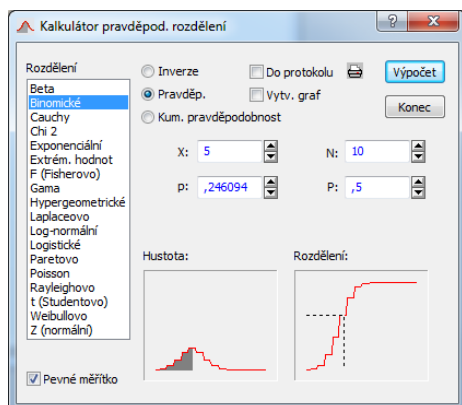 Kalkulátor pravděpod. rozdělení
Rozdělení
Beta
Binomické
Cauchy
Chi 2
Exponenciální
Extrém. hodnot
F (Fisherovo)
Gama
Hypergeometrické
Laplaceovo
Log-normální
Logistické
Paretovo
Poisson
Rayleighovo
t (Studentovo)
Weibullovo
Z (normální)
Pevné měřítko
Inverze
Pravděp.
Kum. pravděpodobnost
Do protokolu
Vytv. graf
Výpočet
Konec
X: 5 N: 10
p: ,246094 P: ,5
Hustota: Rozdělení: